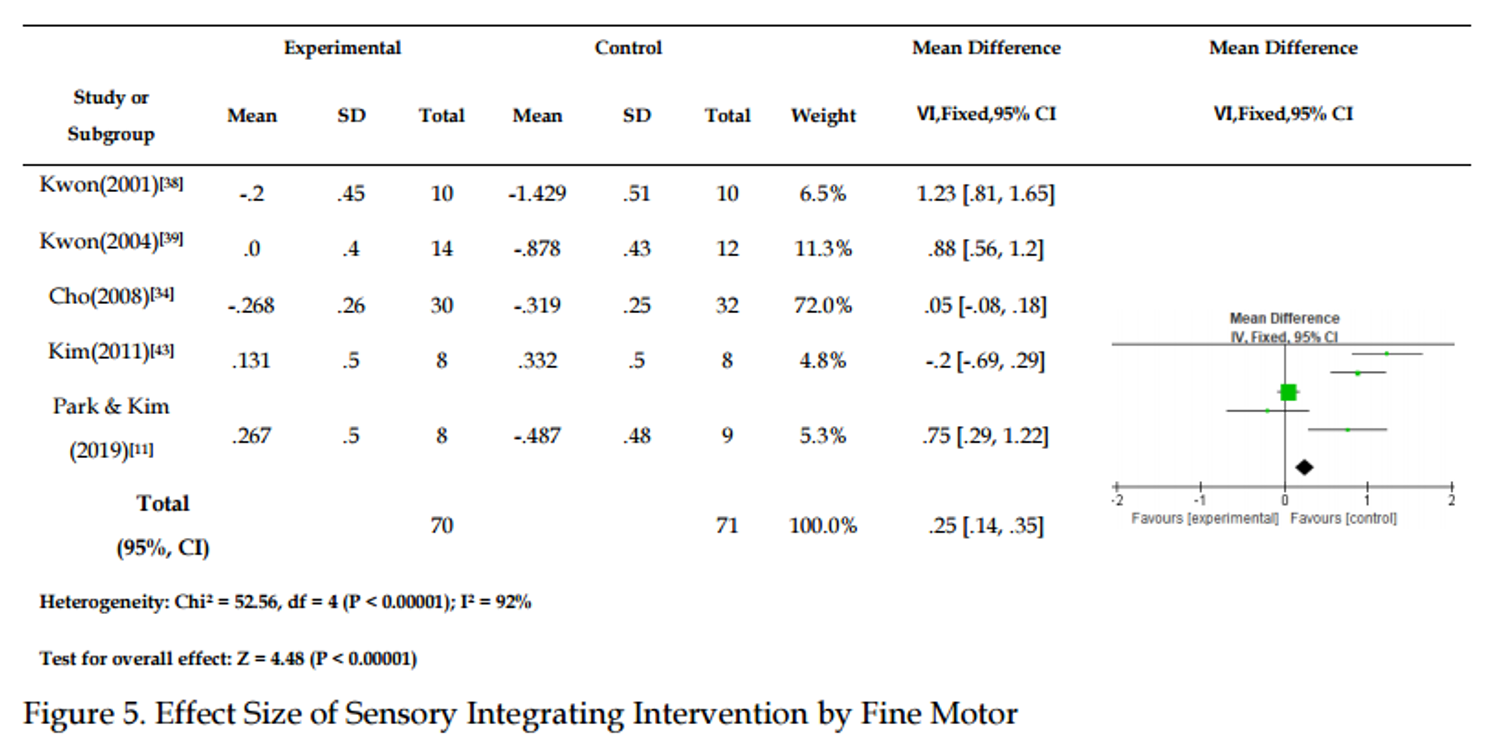 Experimental Control Mean Difference Mean Difference
Study or
Subgroup
Mean SD Total Mean SD Total Weight VI,Fixed,95% CI VI,Fixed,95% CI
Kwon(2001)[38] -.2 .45 10 -1.429 .51 10 6.5% 1.23 [.81, 1.65]
Kwon(2004)[39] .0 .4 14 -.878 .43 12 11.3% .88 [.56, 1.2]
Cho(2008)[34] -.268 .26 30 -.319 .25 32 72.0% .05 [-.08, .18]
Kim(2011)[43] .131 .5 8 .332 .5 8 4.8% -.2 [-.69, .29]
Park & Kim
(2019)[11] .267 .5 8 -.487 .48 9 5.3% .75 [.29, 1.22]
Total
(95%, CI) 70 71 100.0% .25 [.14, .35]
Mean Difference
IV, Fixed, 95% CI
-2 -1 0 1 2
Favours [experimental] Favours [control]
Heterogeneity: Chi² = 52.56, df = 4 (P < 0.00001); I² = 92%
Test for overall effect: Z = 4.48 (P < 0.00001)
Figure 5. Effect Size of Sensory Integrating Intervention by Fine Motor